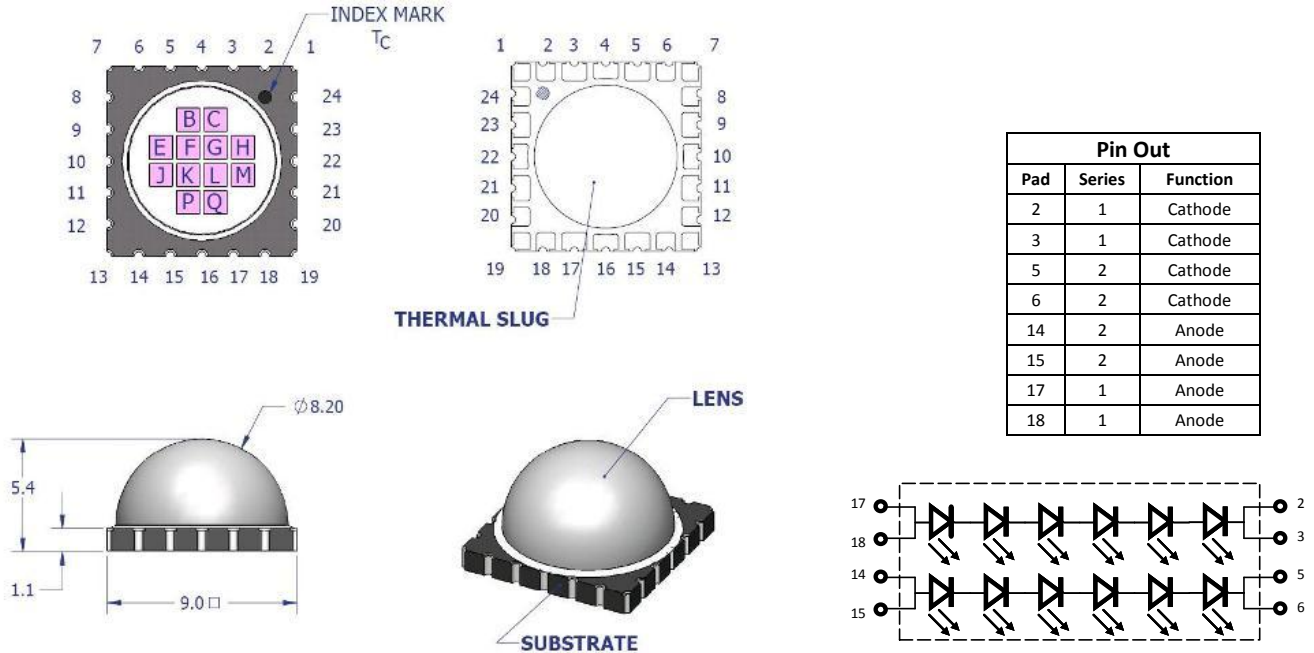 INDEX MARK
TC
7 6 5 4 3 2 1
8
9
10
11
12
24
23
22
21
20
13 14 15 16 17 18 19
B C
E F G H
J K L M
P Q
1 2 3 4 5 6 7
24
23
22
21
20
8
9
10
11
12
19 18 17 16 15 14 13
THERMAL SLUG
Pin Out
Pad Series Function
2 1 Cathode
3 1 Cathode
5 2 Cathode
6 2 Cathode
14 2 Anode
15 2 Anode
17 1 Anode
18 1 Anode
∅8.20
5.4
1.1
9.0 □
LENS
SUBSTRATE
17
18
14
15
2
3
5
6